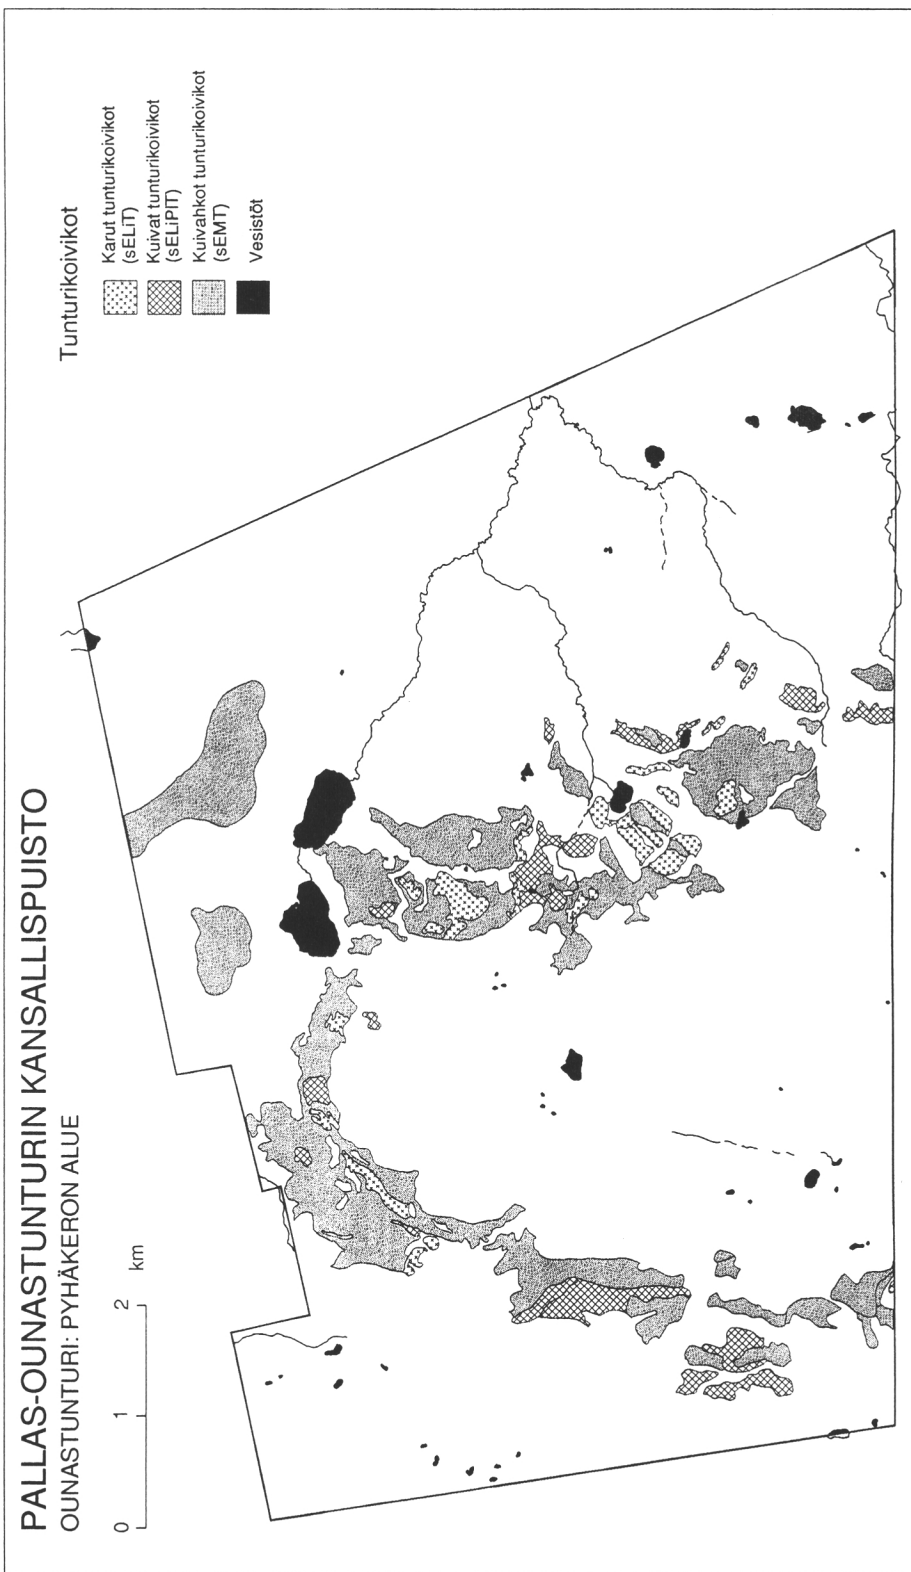 PALLAS-OUNASTUNTURIN KANSALLISPUISTO
OUNASTUNTURI: PYHÄKERON ALUE
0 1 2 km
Tunturikoivikot
Karut tunturikoivikot
(sELiT)
Kuivat tunturikoivikot
(sELiPIT)
Kuivahkot tunturikoivikot
(sEMT)
Vesistöt